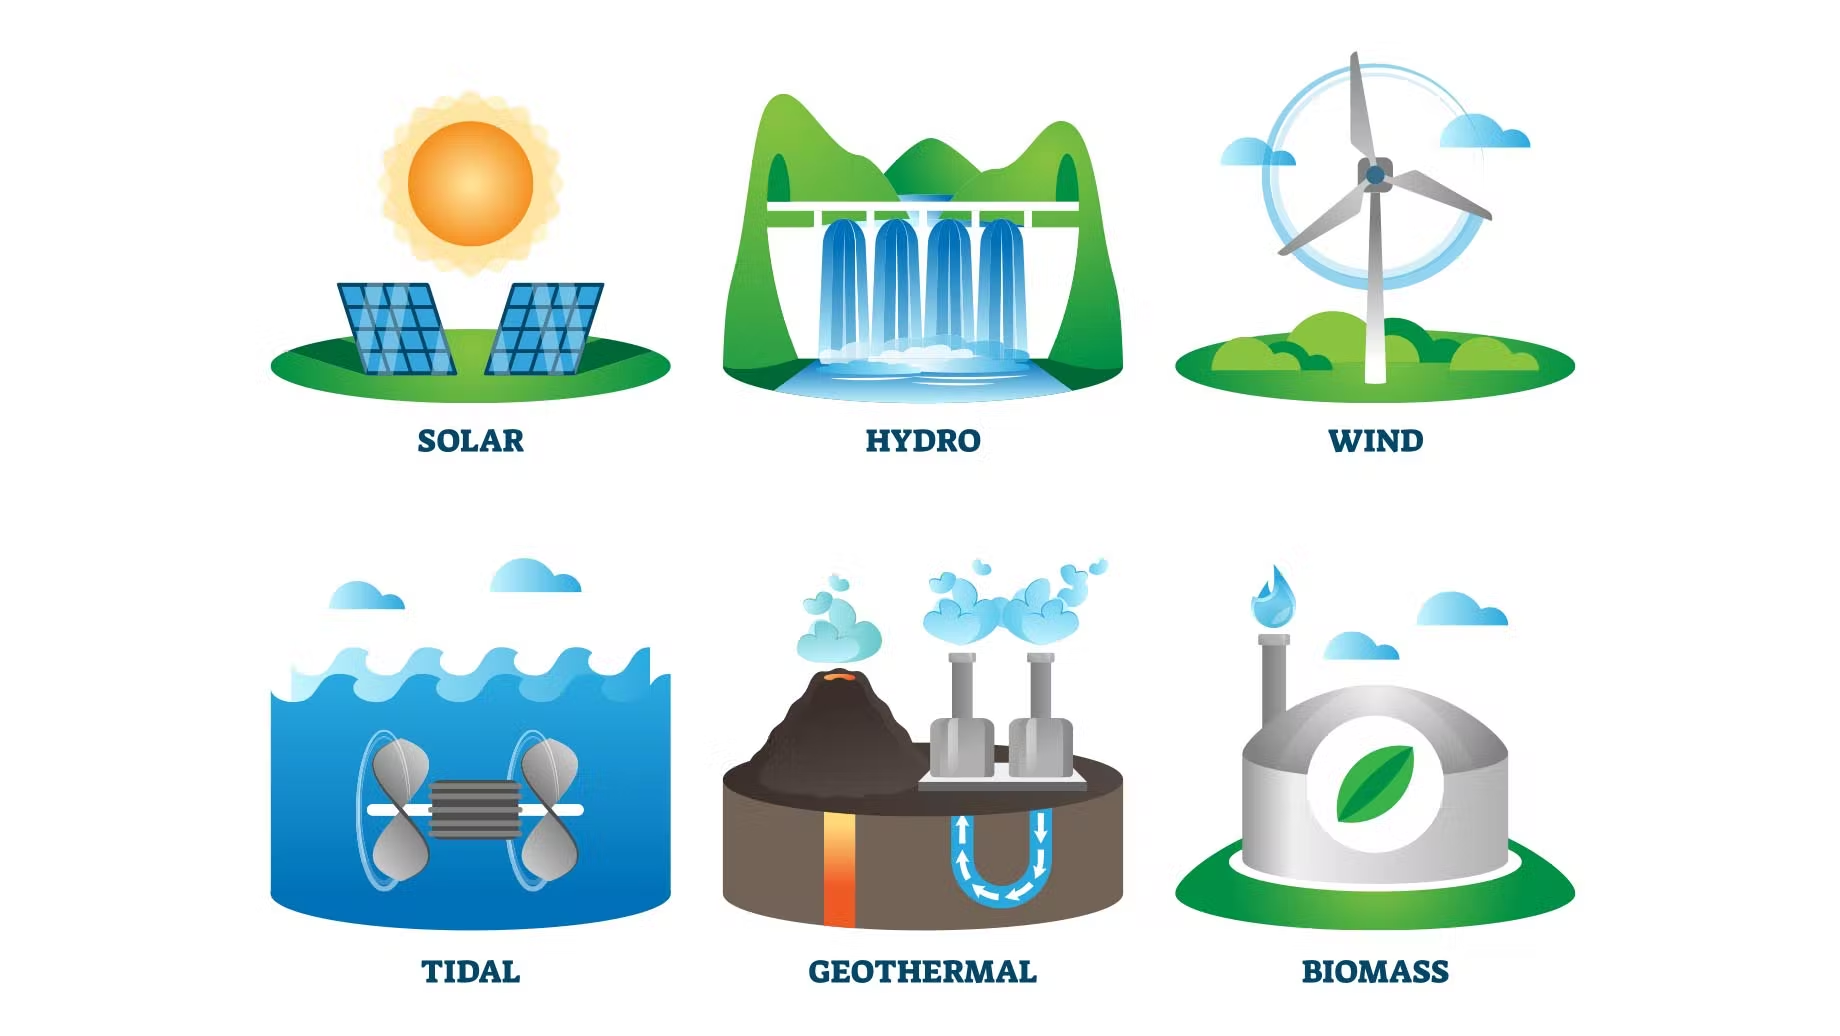 SOLAR
HYDRO
WIND
TIDAL
GEOTHERMAL
BIOMASS